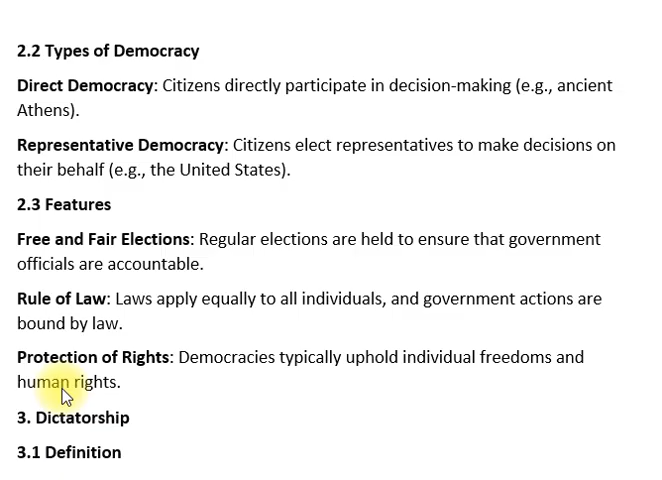 2.2 Types of Democracy
Direct Democracy: Citizens directly participate in decision-making (e.g., ancient
Athens).
Representative Democracy: Citizens elect representatives to make decisions on
their behalf (e.g., the United States).
2.3 Features
Free and Fair Elections: Regular elections are held to ensure that government
officials are accountable.
Rule of Law: Laws apply equally to all individuals, and government actions are
bound by law.
Protection of Rights: Democracies typically uphold individual freedoms and
human rights.
3. Dictatorship
3.1 Definition